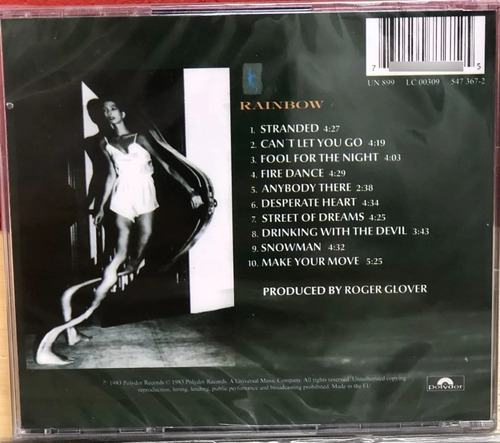 7 5
UN 899 LC 00309 547 367-2
RAINBOW
1. STRANDED 4:27
2. CAN´T LET YOU GO 4:19
3. FOOL FOR THE NIGHT 4:03
4. FIRE DANCE 4:29
5. ANYBODY THERE 2:38
6. DESPERATE HEART 4:34
7. STREET OF DREAMS 4:25
8. DRINKING WITH THE DEVIL 3:43
9. SNOWMAN 4:32
10. MAKE YOUR MOVE 5:25
PRODUCED BY ROGER GLOVER
℗ 1983 Polydor Records © 1983 Polydor Records. A Universal Music Company. All rights reserved. Unauthorised copying
reproduction, hiring, lending, public performance and broadcasting prohibited. Made in the EU
polydor